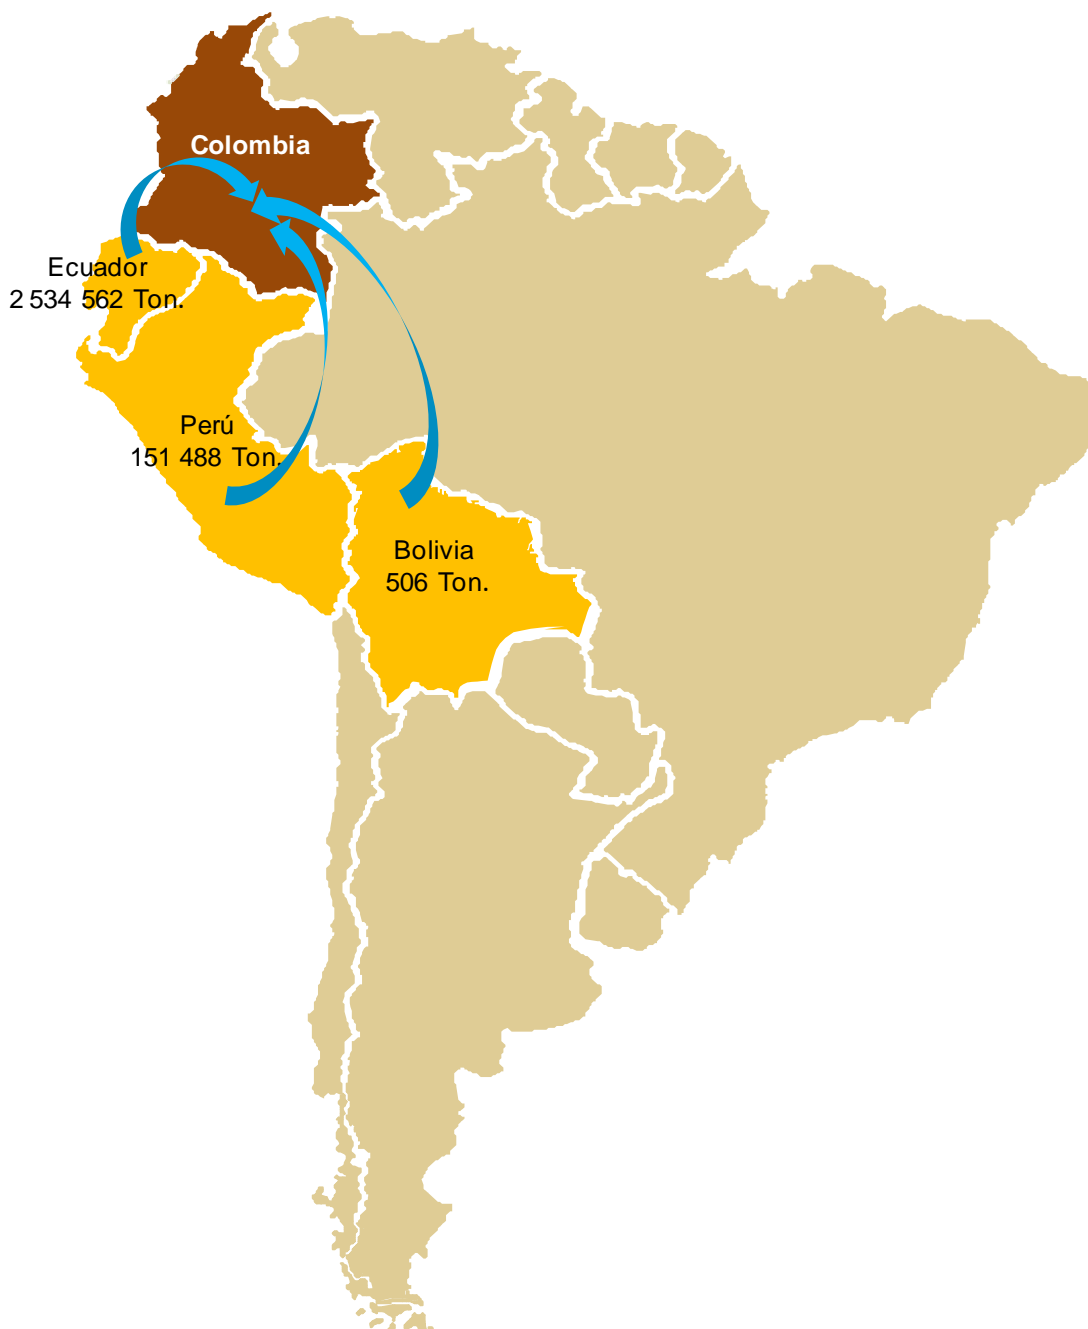 Colombia
Ecuador
2 534 562 Ton.
Perú
151 488 Ton.
Bolivia
506 Ton.